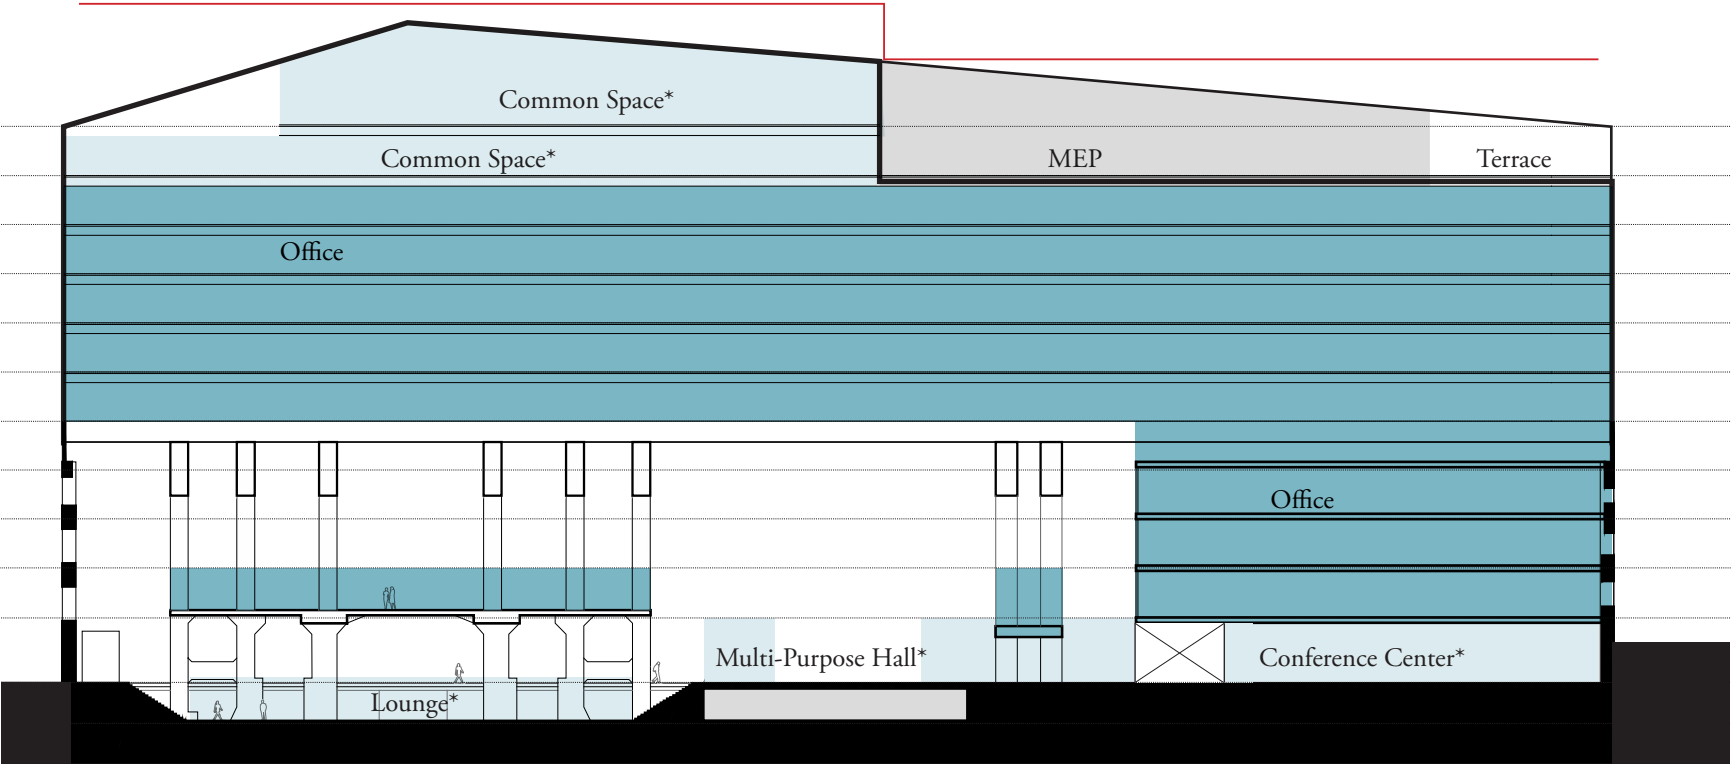 Common Space*
Common Space*
MEP
Terrace
Office
Office
Multi-Purpose Hall*
Conference Center*
Lounge*